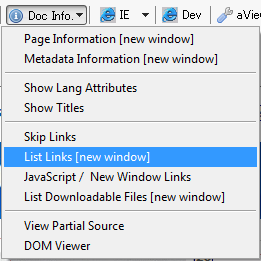 Doc Info. IE Dev aVie
Page Information [new window]
Metadata Information [new window]
Show Lang Attributes
Show Titles
Skip Links
List Links [new window]
JavaScript / New Window Links
List Downloadable Files [new window]
View Partial Source
DOM Viewer